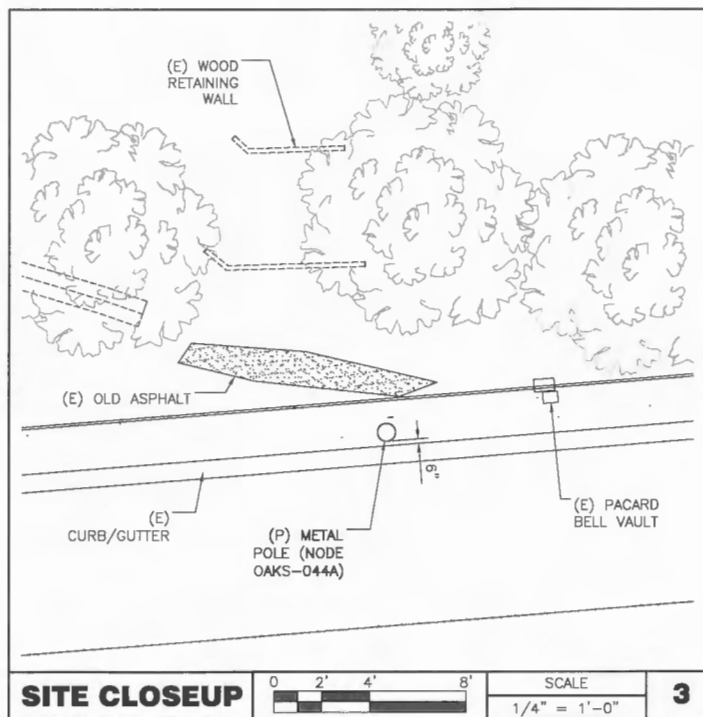 (E) WOOD
RETAINING
WALL
(E) OLD ASPHALT
6"
(E)
CURB/GUTTER
(P) METAL
POLE (NODE
OAKS-044A)
(E) PACARD
BELL VAULT
SITE CLOSEUP
0 2' 4' 8'
SCALE
1/4" = 1'-0"
3